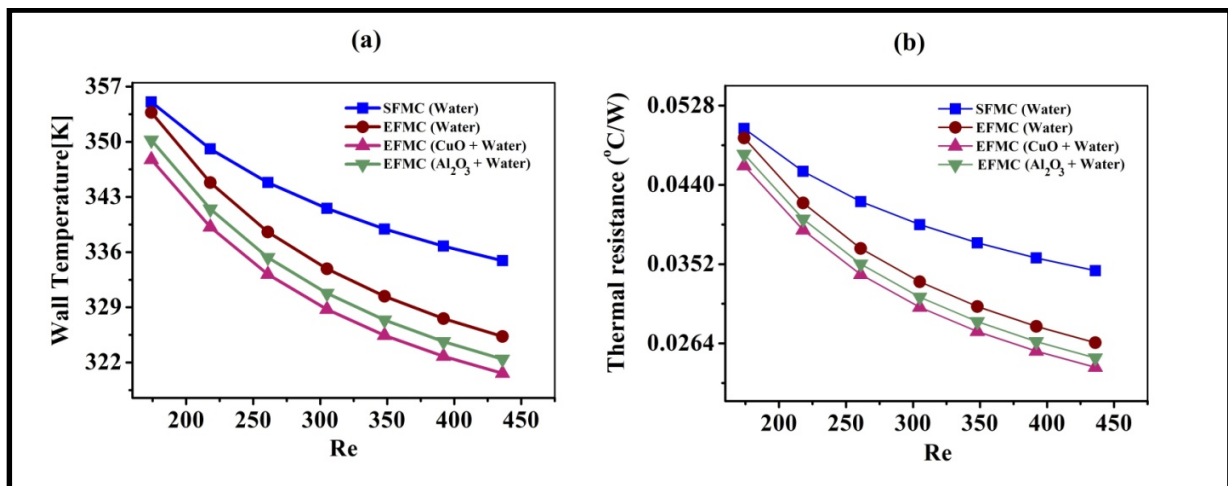 (a)
Wall Temperature[K]
357
350
343
336
329
322
SFMC (Water)
EFMC (Water)
EFMC (CuO + Water)
EFMC (Al2O3 + Water)
200 250 300 350 400 450
Re
(b)
Thermal resistance (°C/W)
0.0528
0.0440
0.0352
0.0264
SFMC (Water)
EFMC (Water)
EFMC (CuO + Water)
EFMC (Al2O3 + Water)
200 250 300 350 400 450
Re